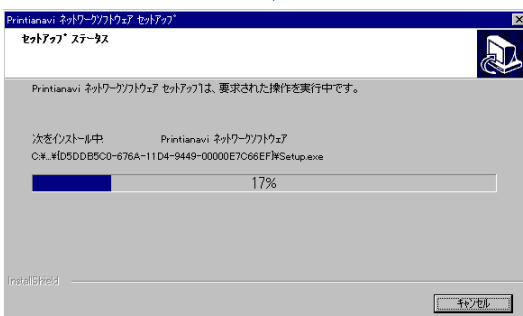 Printianavi ネットワークソフトウェア セットアップ
セットアップ ステータス
Printianavi ネットワークソフトウェア セットアップは、要求された操作を実行中です。
次をインストール中: Printianavi ネットワークソフトウェア
C:¥...¥{D5DDB5C0-676A-11D4-9449-00000E7C66EF}¥Setup.exe
17%
InstallShield
キャンセル